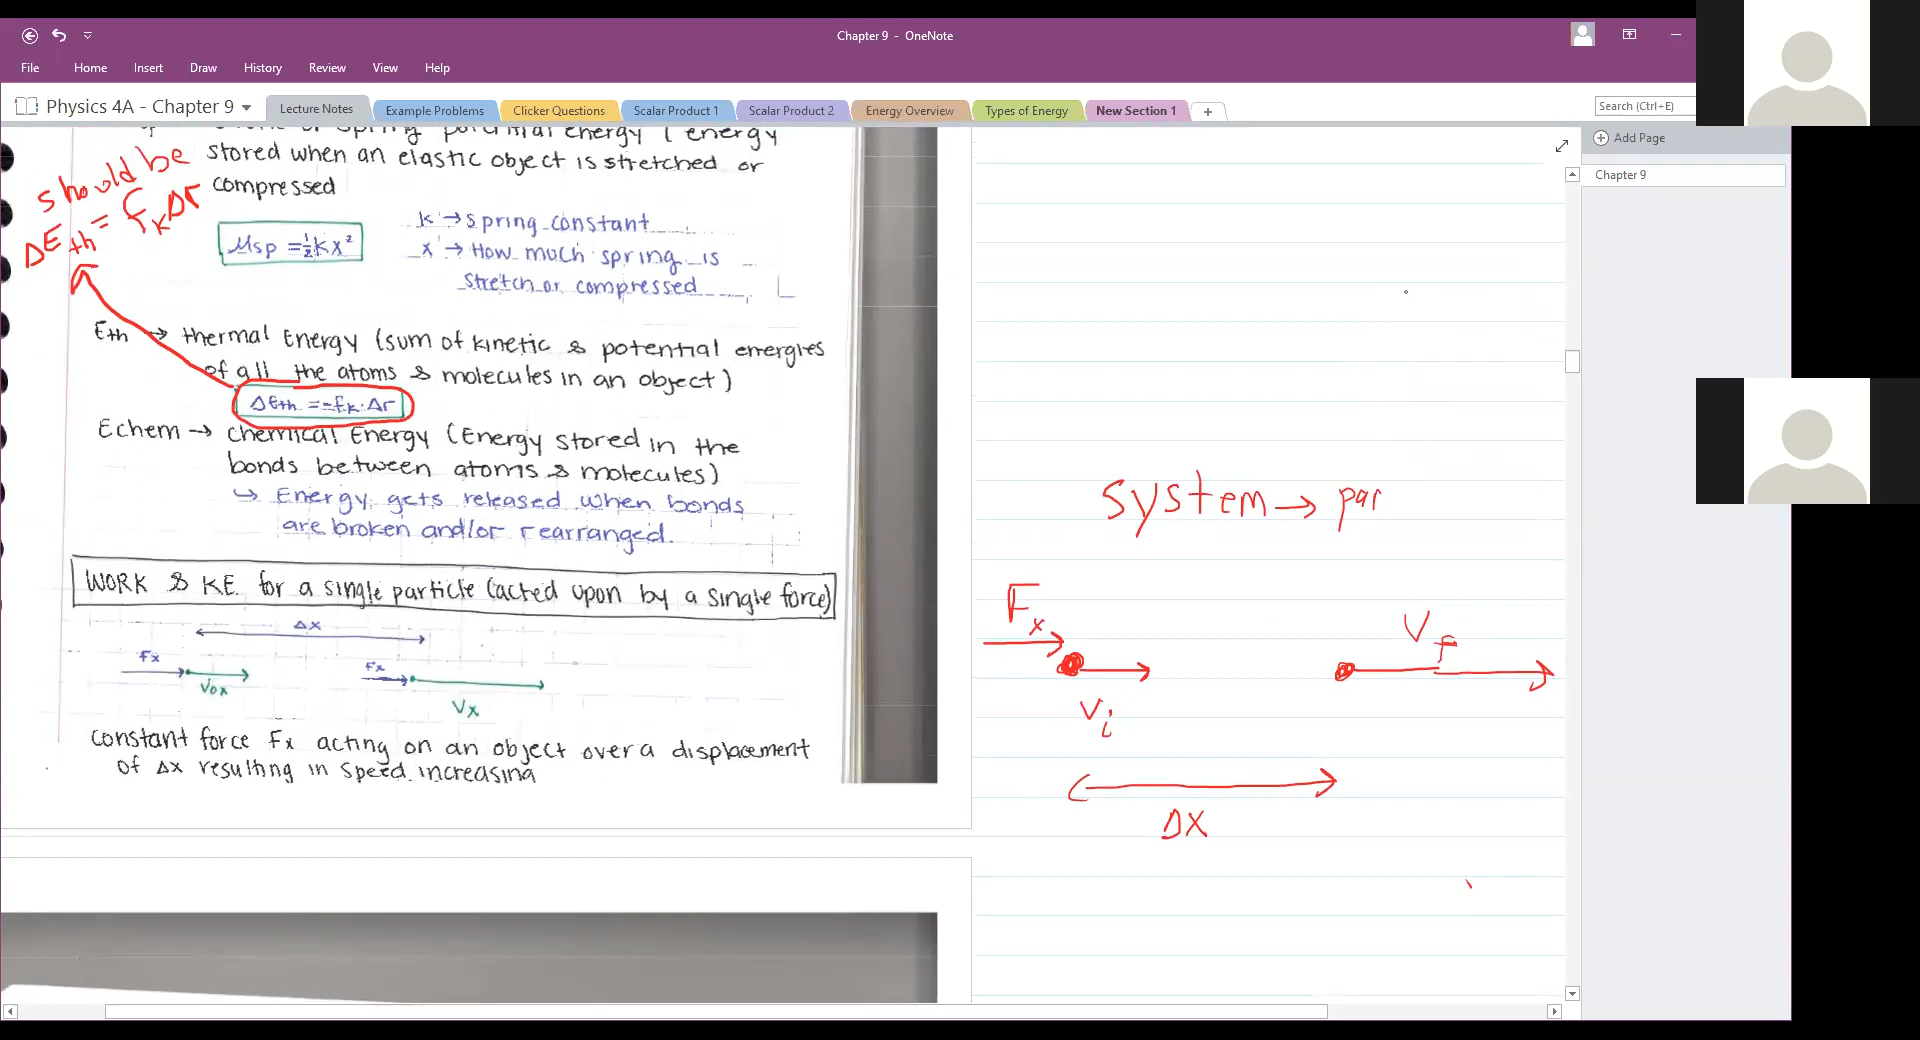 Chapter 9 - OneNote
File Home Insert Draw History Review View Help
Physics 4A - Chapter 9
Lecture Notes Example Problems Clicker Questions Scalar Product 1 Scalar Product 2 Energy Overview Types of Energy New Section 1 +
Search (Ctrl+E)
Add Page
Chapter 9
spring potential energy (energy
stored when an elastic object is stretched or
compressed
should be
ΔEth = fkΔr
Usp = ½kx²
k → spring constant
x → How much spring is
stretch or compressed
Eth → thermal Energy (sum of kinetic & potential energies
of all the atoms & molecules in an object)
ΔEth = -fk·Δr
Echem → chemical Energy (Energy stored in the
bonds between atoms & molecules)
↳ Energy gets released when bonds
are broken and/or rearranged.
WORK & KE for a single particle (acted upon by a single force)
Δx
Fx
Vox
Fx
Vx
constant force Fx acting on an object over a displacement
of Δx resulting in speed increasing
system → par
Fx
Vi
Vf
Δx